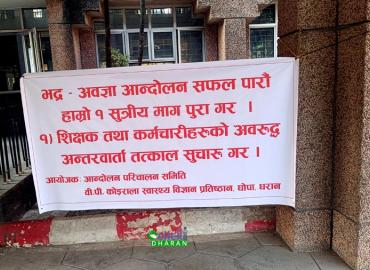 भद्र - अवज्ञा आन्दोलन सफल पारौं
हाम्रो १ सुत्रीय माग पुरा गर ।
१) शिक्षक तथा कर्मचारीहरुको अवरुद्ध
अन्तरवार्ता तत्काल सुचारु गर ।
आयोजक: आन्दोलन परिचालन समिति
वी.पी. कोइराला स्वास्थ्य विज्ञान प्रतिष्ठान, घोपा, धरान
DHARAN